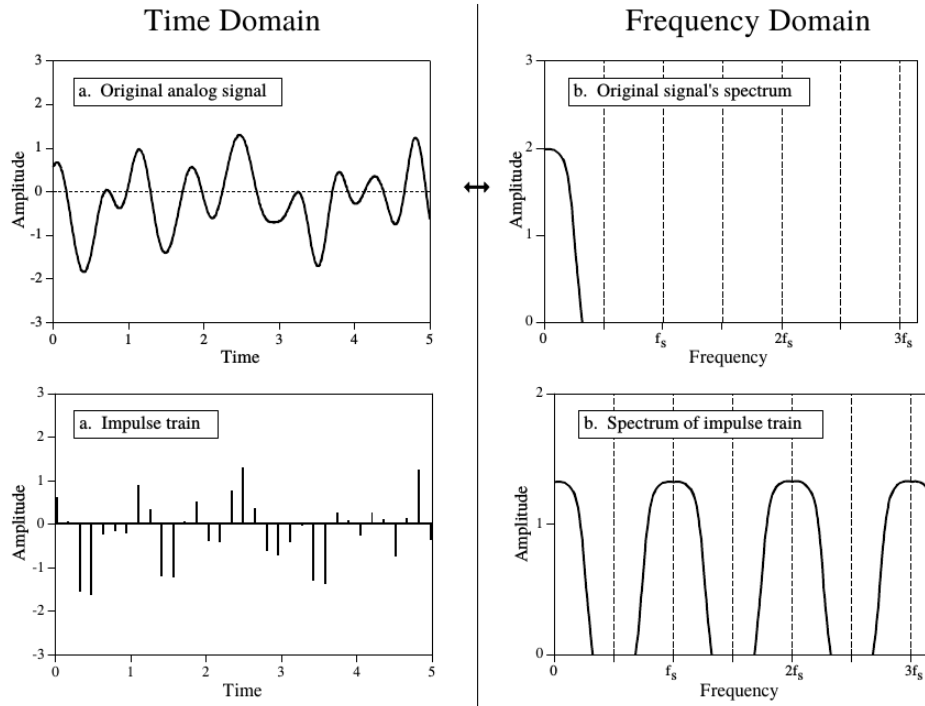 Time Domain
Frequency Domain
3
2
1
0
-1
-2
-3
Amplitude
a. Original analog signal
0 1 2 3 4 5
Time
3
2
1
0
Amplitude
b. Original signal's spectrum
0 fs 2fs 3fs
Frequency
3
2
1
0
-1
-2
-3
Amplitude
a. Impulse train
0 1 2 3 4 5
Time
2
1
0
Amplitude
b. Spectrum of impulse train
0 fs 2fs 3fs
Frequency